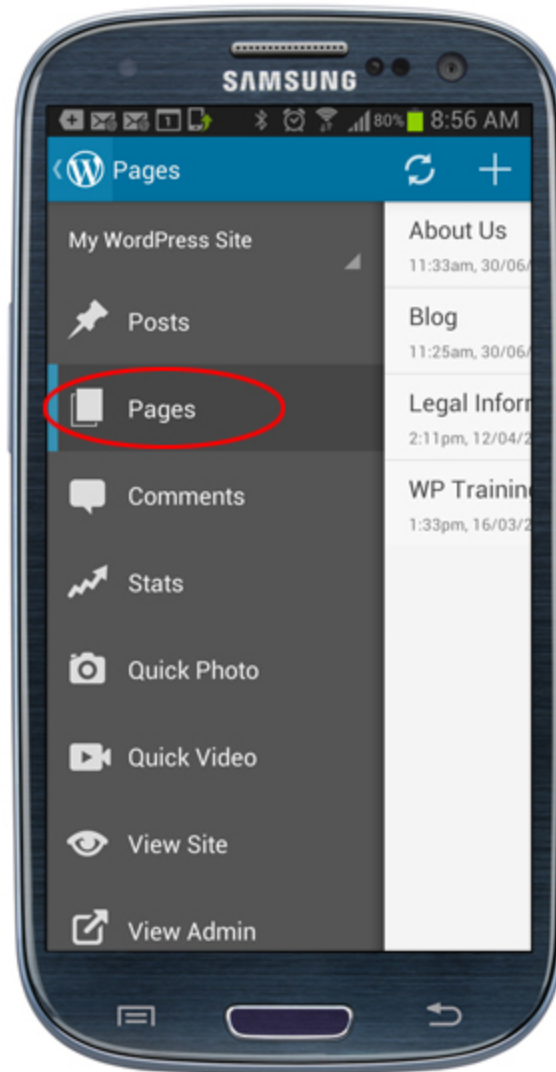 SAMSUNG
1 80% 8:56 AM
Pages
My WordPress Site
Posts
Pages
Comments
Stats
Quick Photo
Quick Video
View Site
View Admin
About Us
11:33am, 30/06/
Blog
11:25am, 30/06/
Legal Inforr
2:11pm, 12/04/2
WP Training
1:33pm, 16/03/2